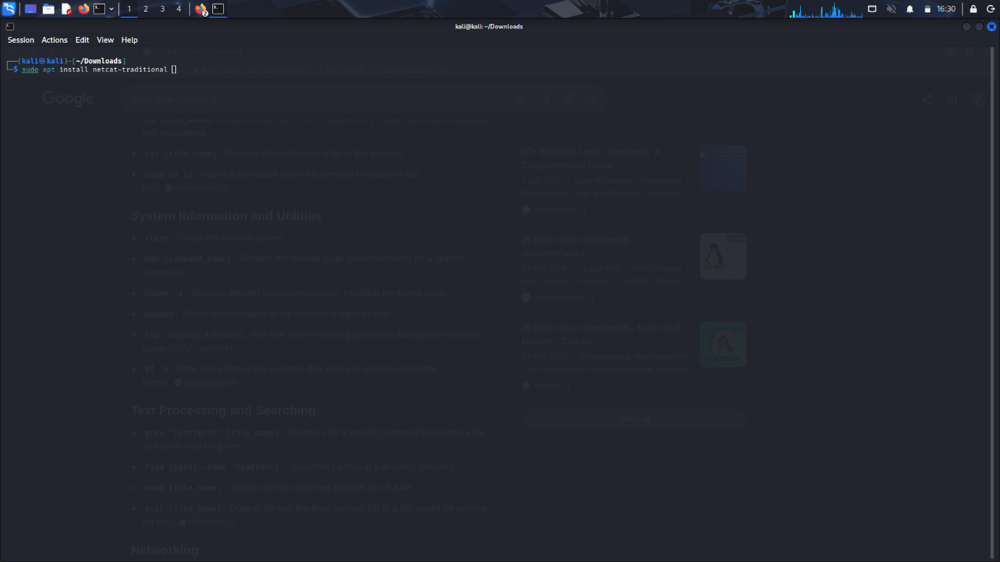 1 2 3 4
2
16:30
kali@kali: ~/Downloads
Session Actions Edit View Help
┌──(kali㉿kali)-[~/Downloads]
└─$ sudo apt install netcat-traditional
basic linux command
Google
basic linux command
V
and its contents.
cat [file_name] : Displays the contents of a file in the terminal.
50+ Essential Linux Commands: A
Comprehensive Guide
nano or vi : Opens a text editor within the terminal to create or edit
files.
System Information and Utilities
clear : Clears the terminal screen.
25 Basic Linux Commands -
GeeksforGeeks
man [command_name] : Displays the manual page (documentation) for a specific
command.
uname -a : Displays detailed system information, including the kernel name.
whoami : Shows the username of the currently logged-in user.
20 Basic Linux Commands - Learn in 20
Minutes - Crio.Do
top : Displays a dynamic, real-time view of running processes and system resource
usage (CPU, memory).
df -h : (Disk Free) Shows the available disk space in a human-readable
format.
Text Processing and Searching
Show all
grep "[pattern]" [file_name] : Searches for a specific pattern of text within a file
and prints matching lines.
find [path] -name "[pattern]" : Searches for files in a directory hierarchy.
head [file_name] : Outputs the first few lines (default 10) of a file.
tail [file_name] : Outputs the last few lines (default 10) of a file, useful for viewing
log files.
Networking